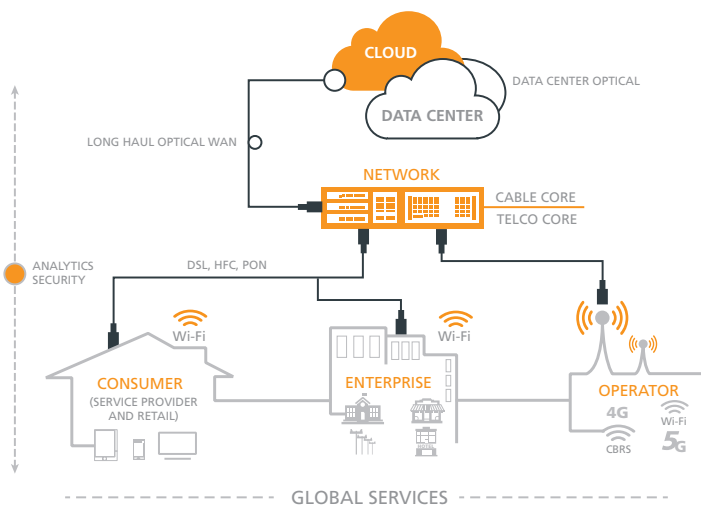 CLOUD
DATA CENTER OPTICAL
DATA CENTER
LONG HAUL OPTICAL WAN
NETWORK
CABLE CORE
TELCO CORE
ANALYTICS
SECURITY
DSL, HFC, PON
Wi-Fi
Wi-Fi
CONSUMER
(SERVICE PROVIDER
AND RETAIL)
ENTERPRISE
HOTEL
OPERATOR
4G
Wi-Fi
CBRS
5G
GLOBAL SERVICES